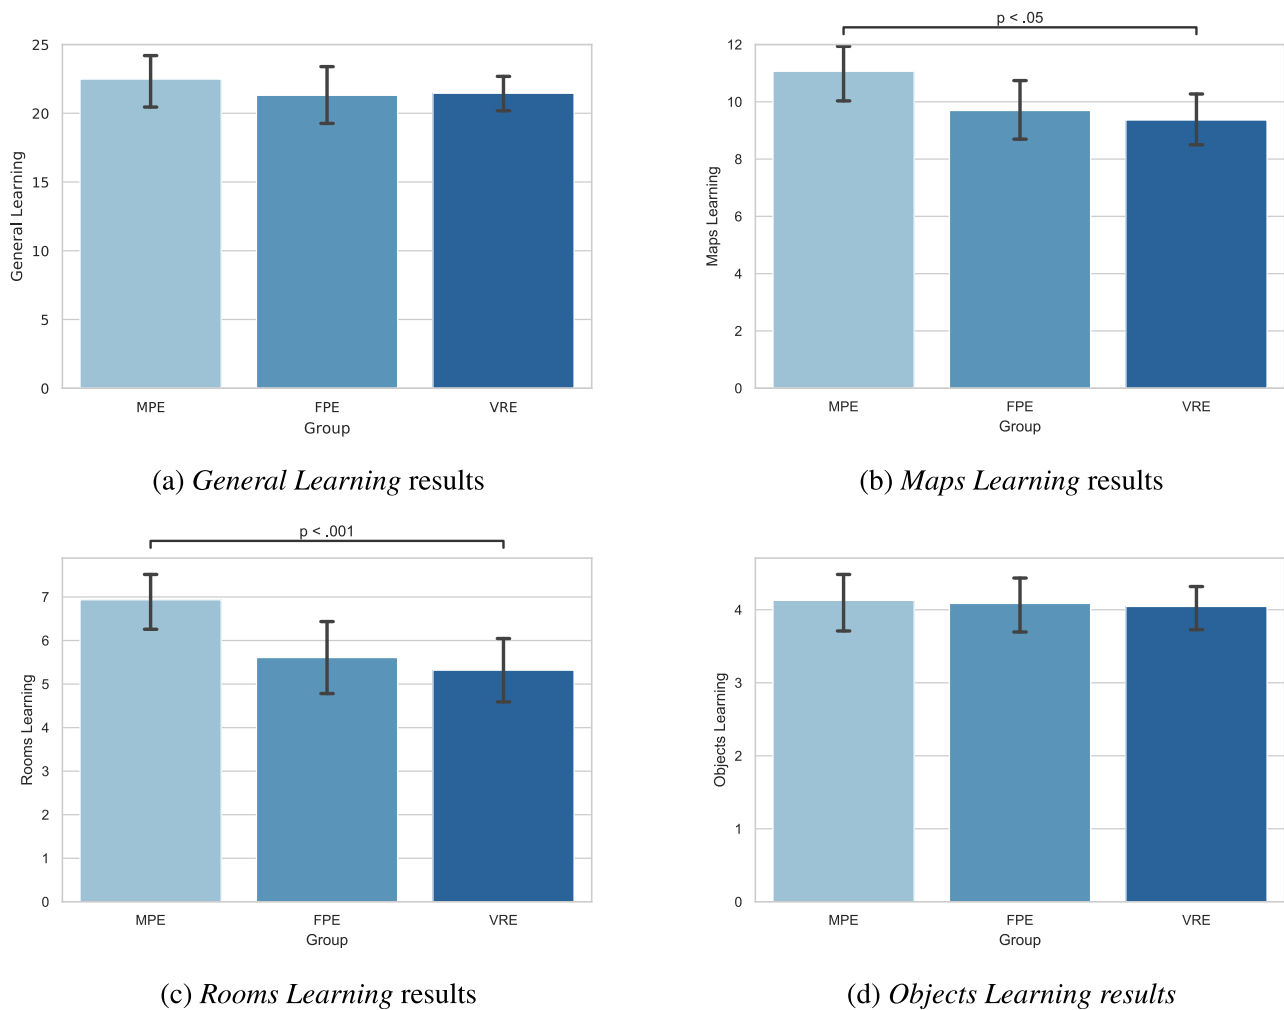 25
20
15
10
5
0
General Learning
MPE
FPE
VRE
Group
(a) General Learning results
p < .05
12
10
8
6
4
2
0
Maps Learning
MPE
FPE
VRE
Group
(b) Maps Learning results
p < .001
7
6
5
4
3
2
1
0
Rooms Learning
MPE
FPE
VRE
Group
(c) Rooms Learning results
4
3
2
1
0
Objects Learning
MPE
FPE
VRE
Group
(d) Objects Learning results